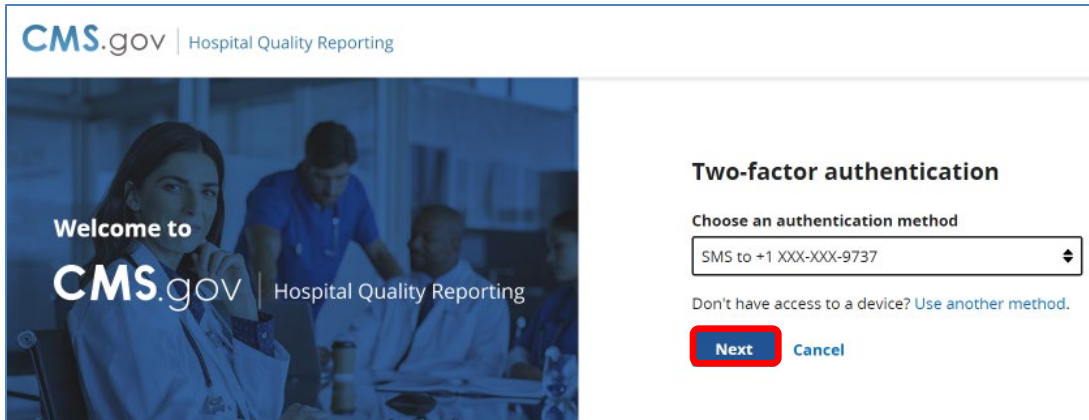 CMS.gov | Hospital Quality Reporting
Welcome to
CMS.gov | Hospital Quality Reporting
Two-factor authentication
Choose an authentication method
SMS to +1 XXX-XXX-9737
Don't have access to a device? Use another method.
Next Cancel